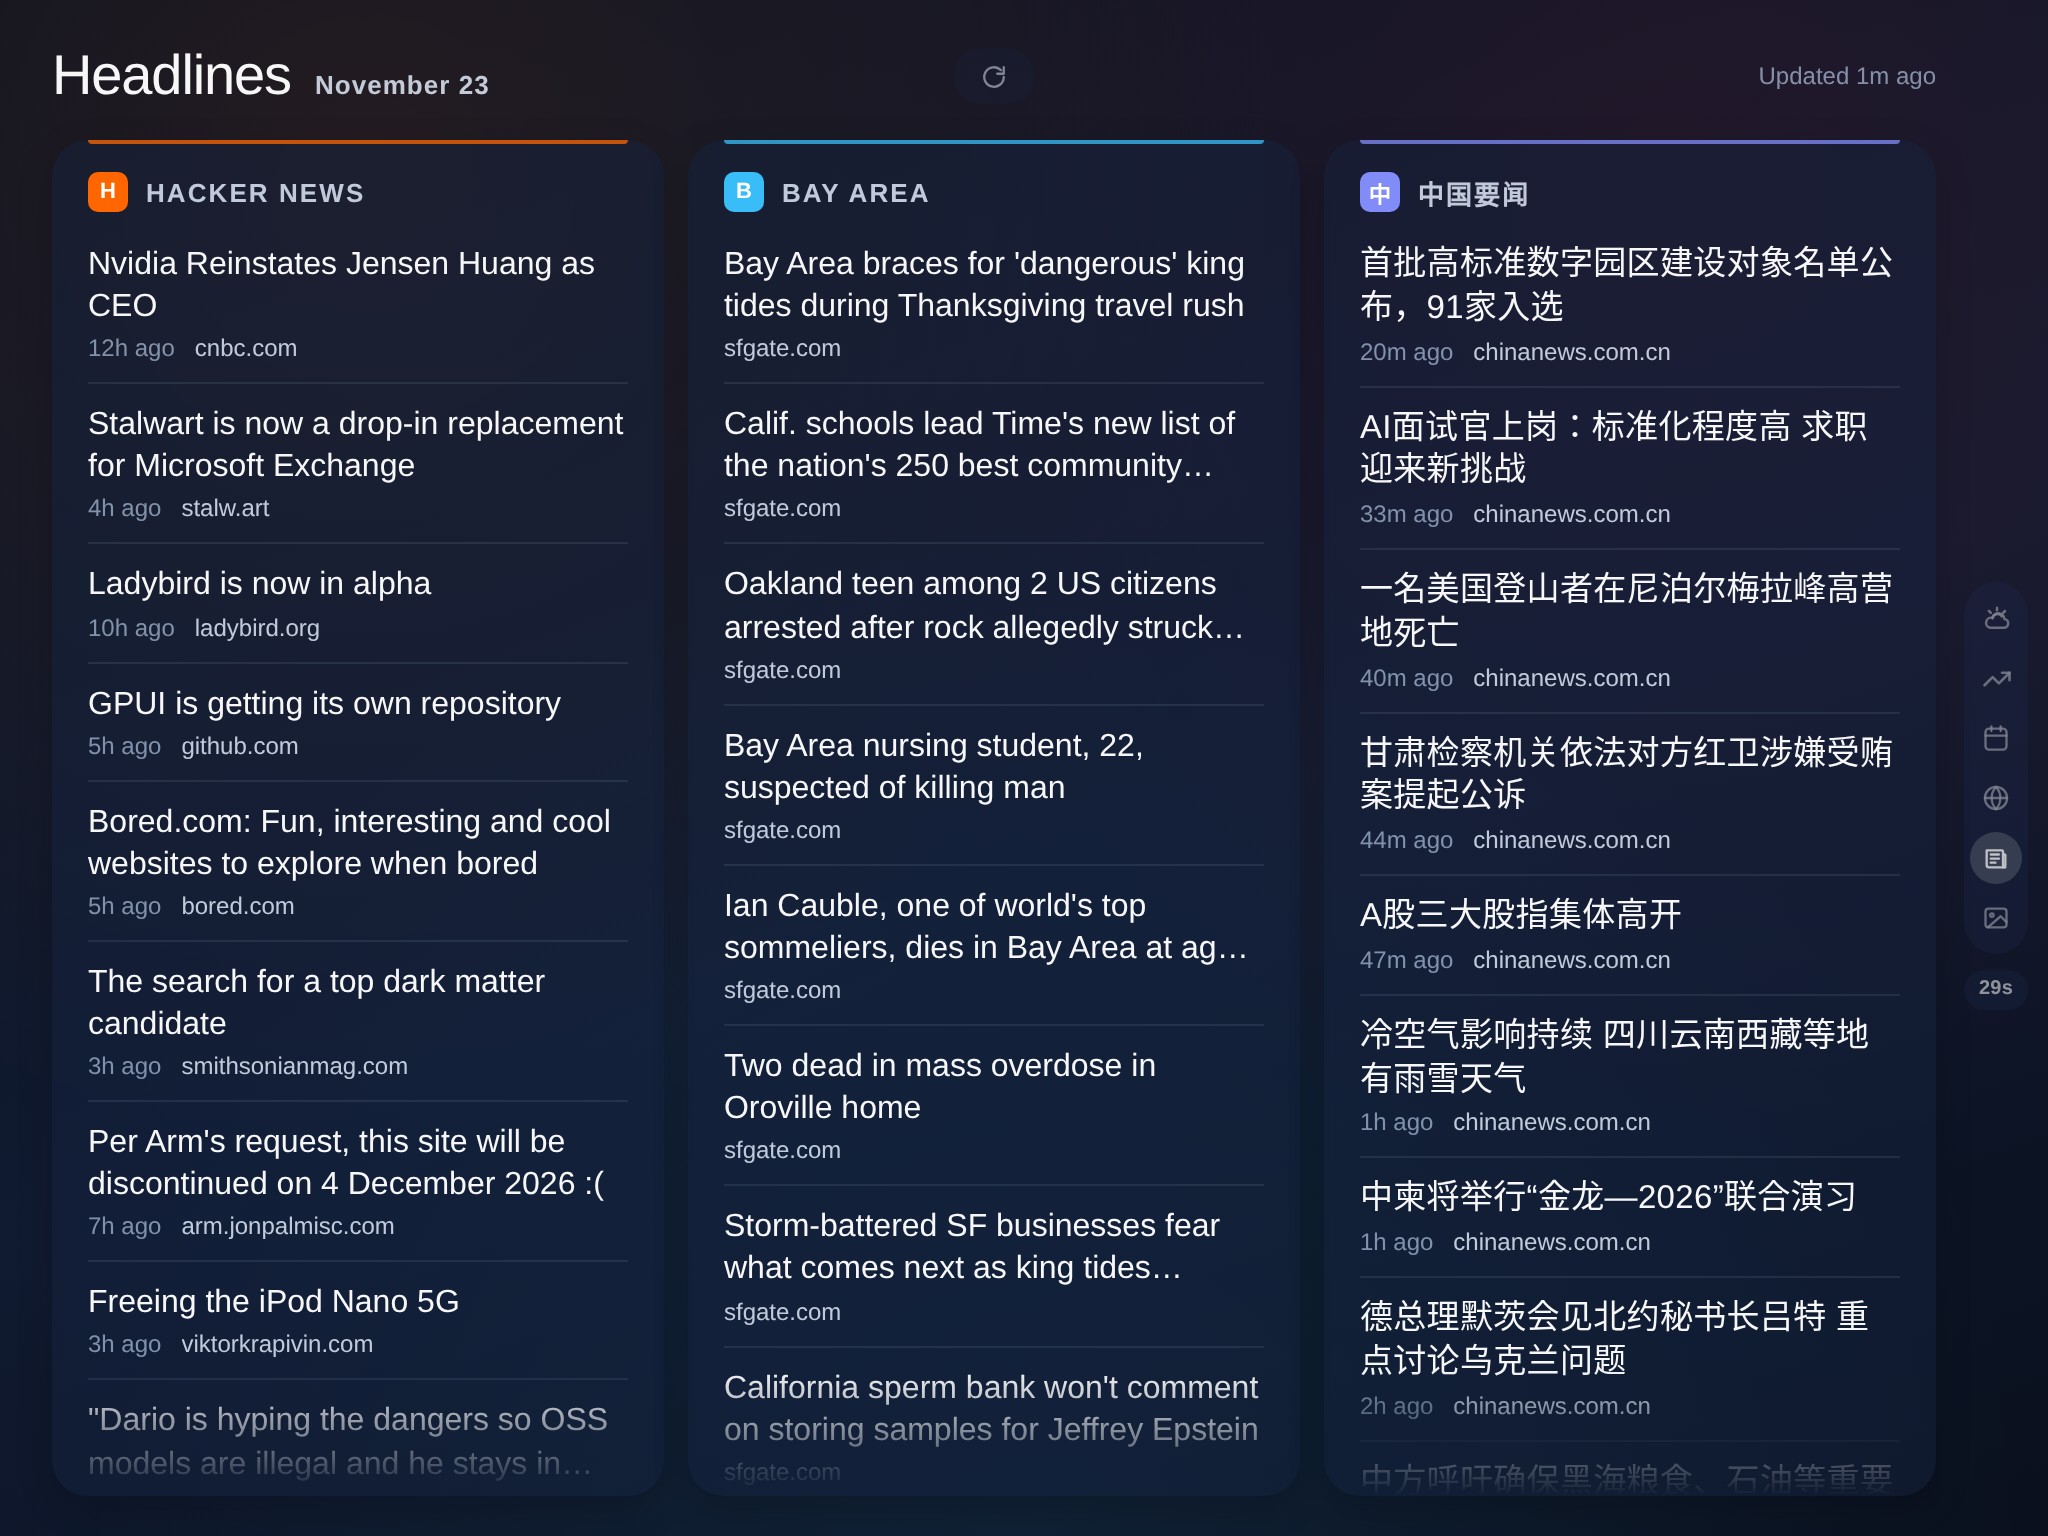 Headlines November 23
Updated 1m ago
H HACKER NEWS
Nvidia Reinstates Jensen Huang as
CEO
12h ago cnbc.com
Stalwart is now a drop-in replacement
for Microsoft Exchange
4h ago stalw.art
Ladybird is now in alpha
10h ago ladybird.org
GPUI is getting its own repository
5h ago github.com
Bored.com: Fun, interesting and cool
websites to explore when bored
5h ago bored.com
The search for a top dark matter
candidate
3h ago smithsonianmag.com
Per Arm's request, this site will be
discontinued on 4 December 2026 :(
7h ago arm.jonpalmisc.com
Freeing the iPod Nano 5G
3h ago viktorkrapivin.com
"Dario is hyping the dangers so OSS
models are illegal and he stays in…
B BAY AREA
Bay Area braces for 'dangerous' king
tides during Thanksgiving travel rush
sfgate.com
Calif. schools lead Time's new list of
the nation's 250 best community…
sfgate.com
Oakland teen among 2 US citizens
arrested after rock allegedly struck…
sfgate.com
Bay Area nursing student, 22,
suspected of killing man
sfgate.com
Ian Cauble, one of world's top
sommeliers, dies in Bay Area at ag…
sfgate.com
Two dead in mass overdose in
Oroville home
sfgate.com
Storm-battered SF businesses fear
what comes next as king tides…
sfgate.com
California sperm bank won't comment
on storing samples for Jeffrey Epstein
sfgate.com
中 中国要闻
首批高标准数字园区建设对象名单公
布，91家入选
20m ago chinanews.com.cn
AI面试官上岗：标准化程度高 求职
迎来新挑战
33m ago chinanews.com.cn
一名美国登山者在尼泊尔梅拉峰高营
地死亡
40m ago chinanews.com.cn
甘肃检察机关依法对方红卫涉嫌受贿
案提起公诉
44m ago chinanews.com.cn
A股三大股指集体高开
47m ago chinanews.com.cn
冷空气影响持续 四川云南西藏等地
有雨雪天气
1h ago chinanews.com.cn
中柬将举行“金龙—2026”联合演习
1h ago chinanews.com.cn
德总理默茨会见北约秘书长吕特 重
点讨论乌克兰问题
2h ago chinanews.com.cn
中方呼吁确保黑海粮食、石油等重要
29s